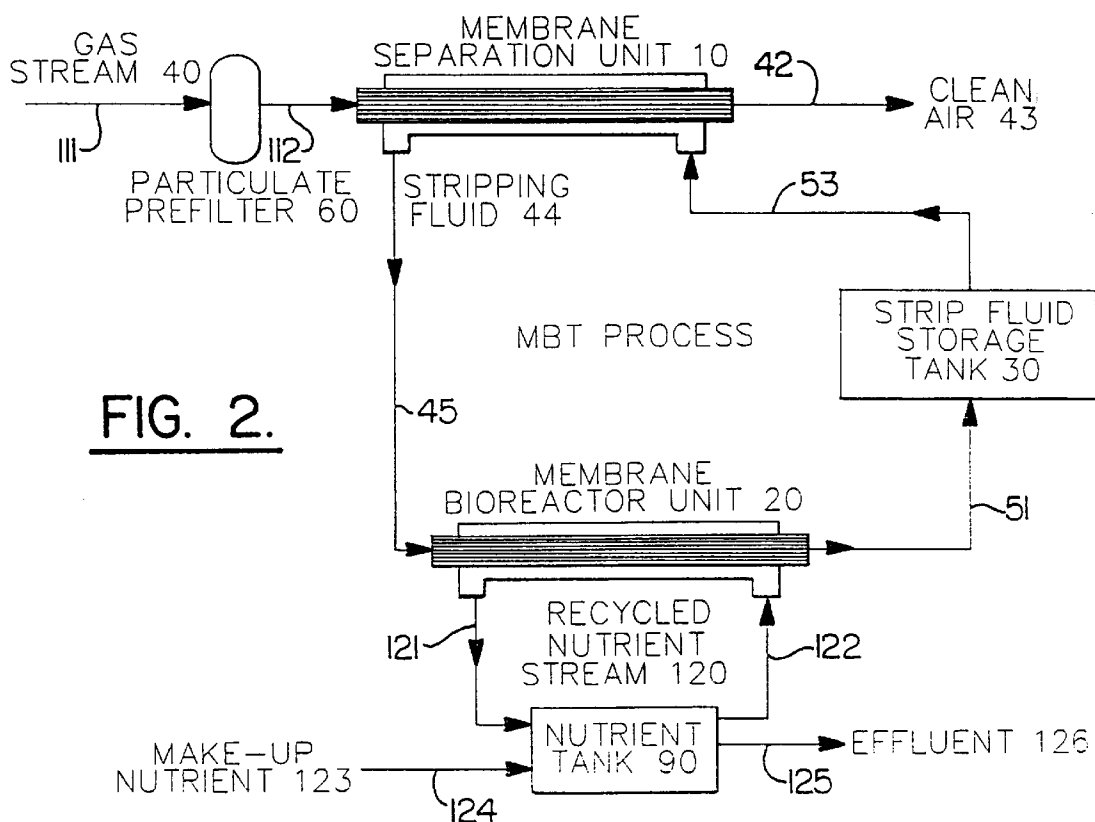 GAS
STREAM 40
111
112
PARTICULATE
PREFILTER 60
MEMBRANE
SEPARATION UNIT 10
42
CLEAN
AIR 43
STRIPPING
FLUID 44
53
MBT PROCESS
STRIP FLUID
STORAGE
TANK 30
FIG. 2.
45
MEMBRANE
BIOREACTOR UNIT 20
51
121
RECYCLED
NUTRIENT
STREAM 120
122
MAKE-UP
NUTRIENT 123
124
NUTRIENT
TANK 90
125
EFFLUENT 126